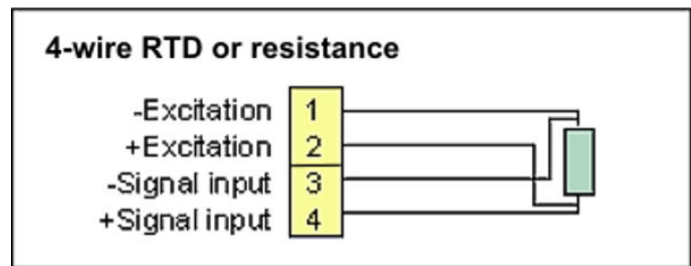 4-wire RTD or resistance
-Excitation 1
+Excitation 2
-Signal input 3
+Signal input 4